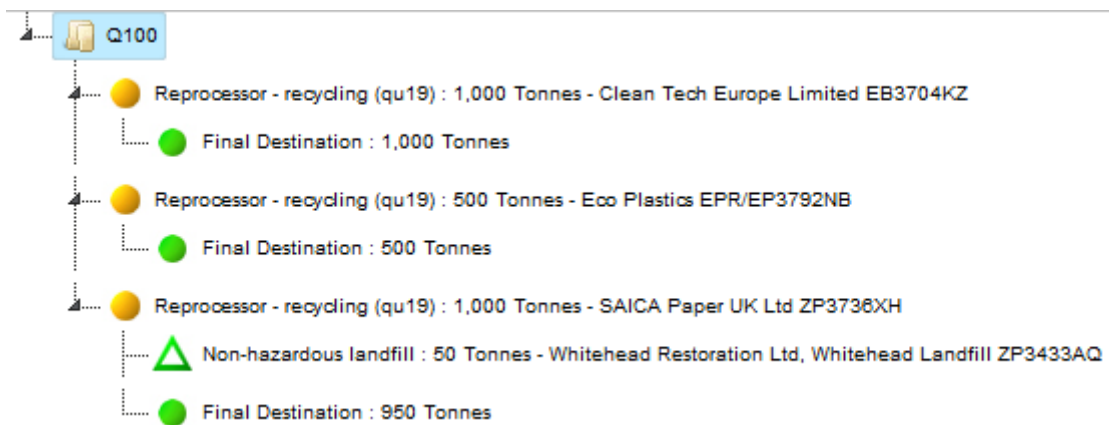 Q100
Reprocessor - recycling (qu19) : 1,000 Tonnes - Clean Tech Europe Limited EB3704KZ
Final Destination : 1,000 Tonnes
Reprocessor - recycling (qu19) : 500 Tonnes - Eco Plastics EPR/EP3792NB
Final Destination : 500 Tonnes
Reprocessor - recycling (qu19) : 1,000 Tonnes - SAICA Paper UK Ltd ZP3736XH
Non-hazardous landfill : 50 Tonnes - Whitehead Restoration Ltd, Whitehead Landfill ZP3433AQ
Final Destination : 950 Tonnes